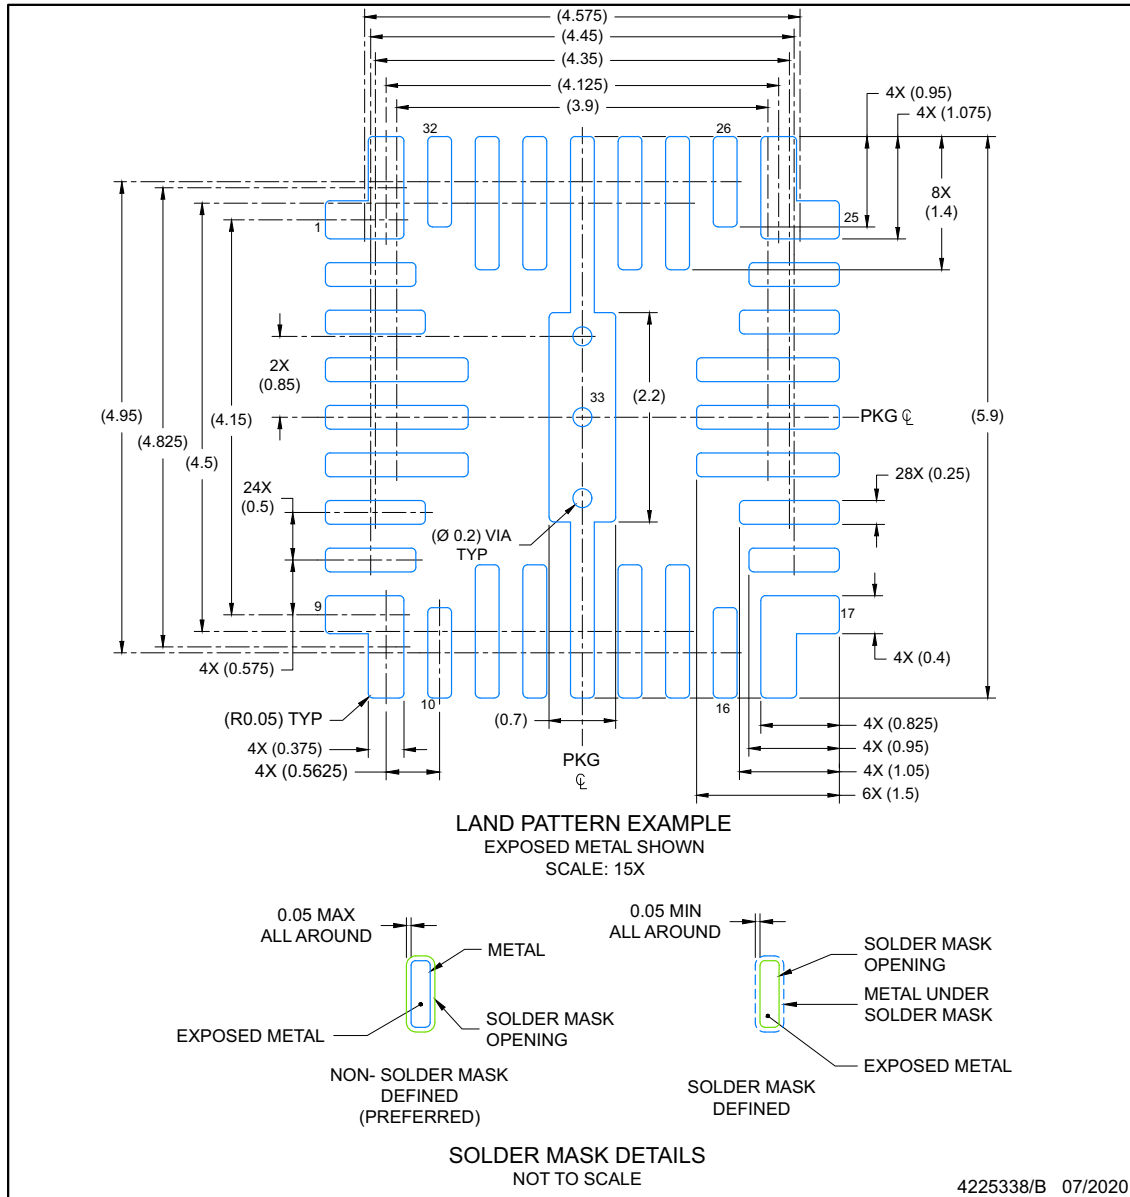 (4.575)
(4.45)
(4.35)
(4.125)
(3.9)
4X (0.95)
4X (1.075)
32
26
8X
(1.4)
1
25
2X
(0.85)
33
(2.2)
(4.95)
(4.825)
(4.5)
(4.15)
PKG ℄
(5.9)
24X
(0.5)
28X (0.25)
(Ø 0.2) VIA
TYP
9
17
4X (0.575)
4X (0.4)
10
16
(R0.05) TYP
(0.7)
4X (0.375)
4X (0.825)
4X (0.95)
4X (0.5625)
4X (1.05)
6X (1.5)
PKG
℄
LAND PATTERN EXAMPLE
EXPOSED METAL SHOWN
SCALE: 15X
0.05 MAX
ALL AROUND
METAL
EXPOSED METAL
SOLDER MASK
OPENING
NON- SOLDER MASK
DEFINED
(PREFERRED)
0.05 MIN
ALL AROUND
SOLDER MASK
OPENING
METAL UNDER
SOLDER MASK
EXPOSED METAL
SOLDER MASK
DEFINED
SOLDER MASK DETAILS
NOT TO SCALE
4225338/B 07/2020